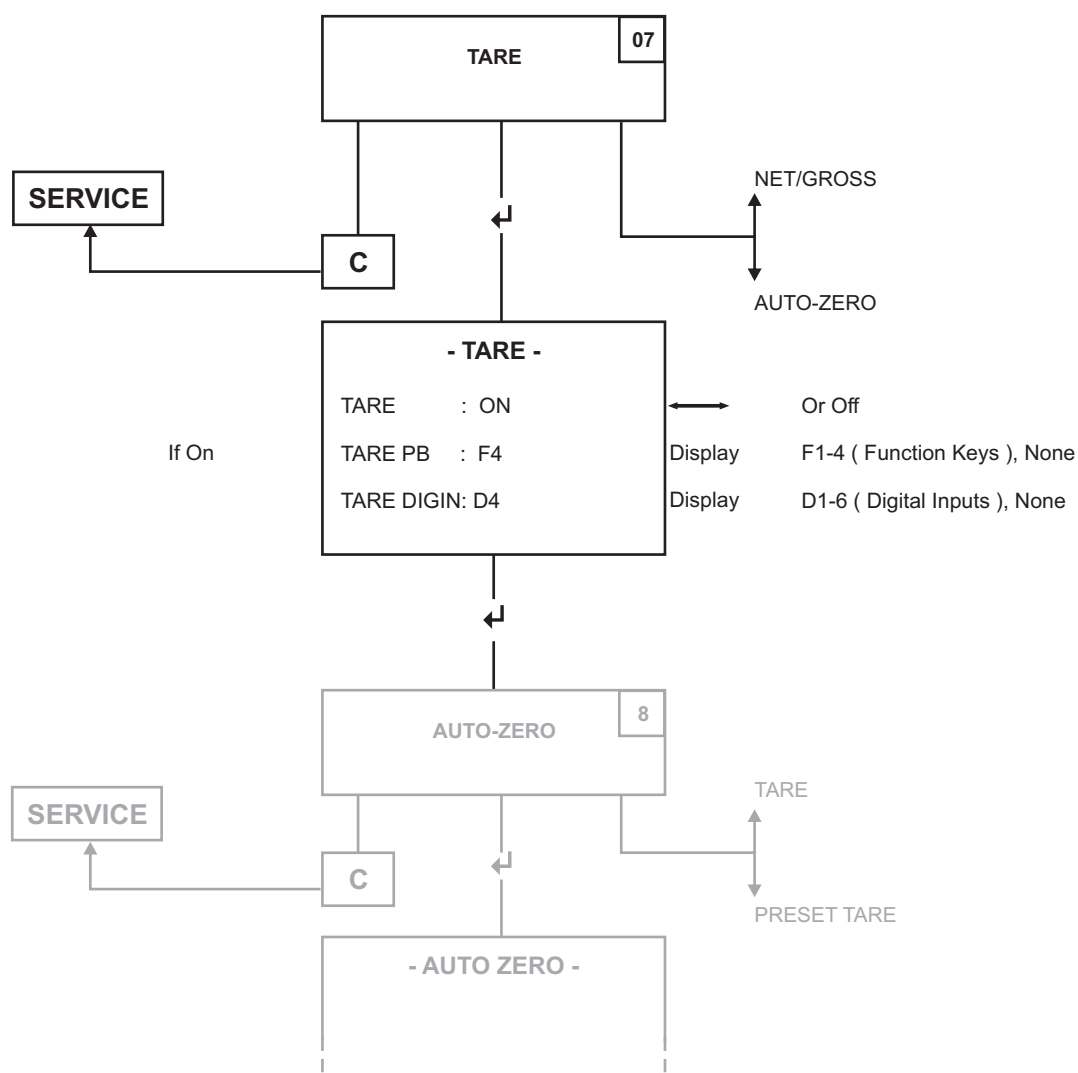 TARE
07
SERVICE
C
NET/GROSS
AUTO-ZERO
- TARE -
TARE : ON
Or Off
If On
TARE PB : F4
Display
F1-4 ( Function Keys ), None
TARE DIGIN: D4
Display
D1-6 ( Digital Inputs ), None
AUTO-ZERO
8
SERVICE
C
TARE
PRESET TARE
- AUTO ZERO -